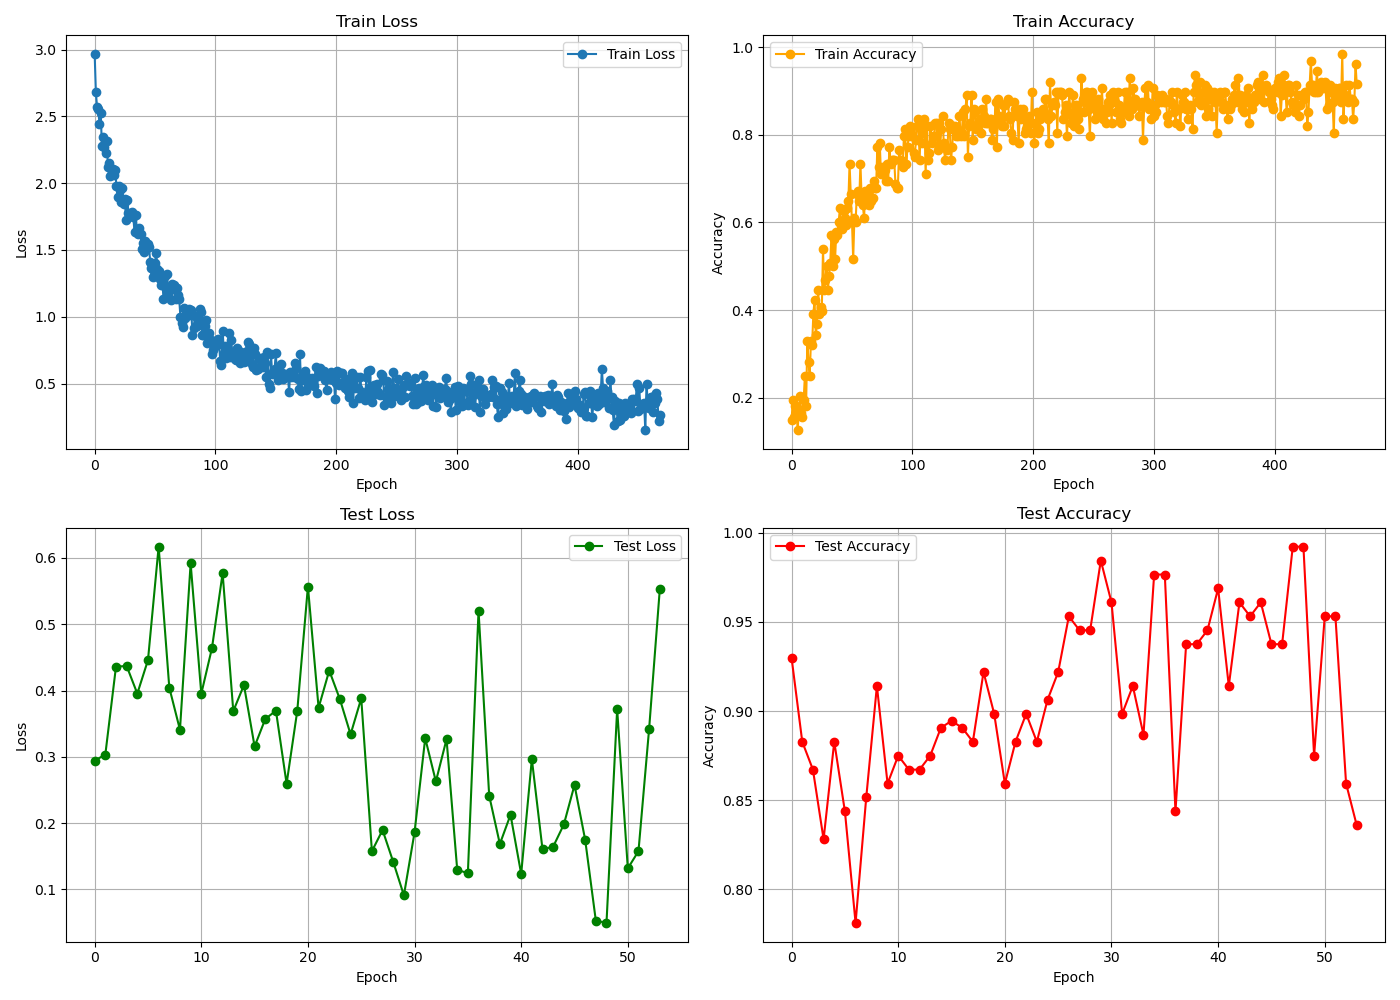 Train Loss
3.0
2.5
2.0
1.5
1.0
0.5
Loss
0 100 200 300 400
Epoch
Train Loss
Train Accuracy
1.0
0.8
0.6
0.4
0.2
Accuracy
0 100 200 300 400
Epoch
Train Accuracy
Test Loss
0.6
0.5
0.4
0.3
0.2
0.1
Loss
0 10 20 30 40 50
Epoch
Test Loss
Test Accuracy
1.00
0.95
0.90
0.85
0.80
Accuracy
0 10 20 30 40 50
Epoch
Test Accuracy